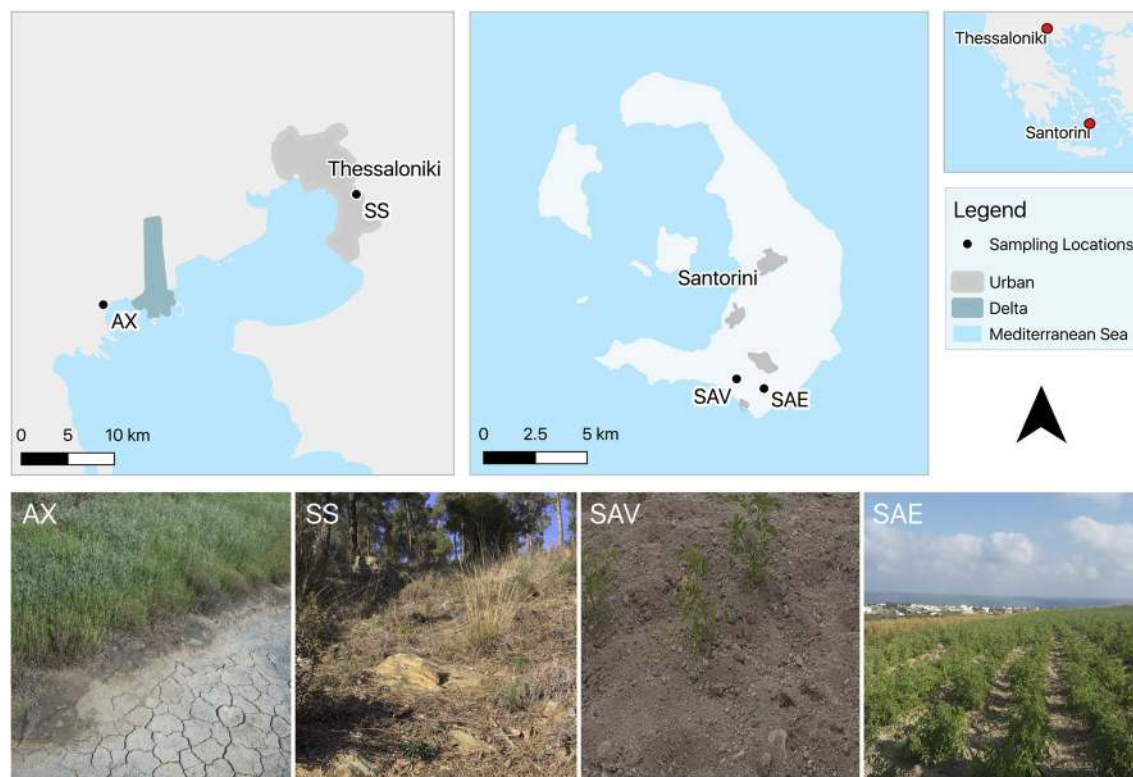 Thessaloniki
SS
AX
0 5 10 km
Santorini
SAV
SAE
0 2.5 5 km
Thessaloniki
Santorini
Legend
Sampling Locations
Urban
Delta
Mediterranean Sea
AX
SS
SAV
SAE